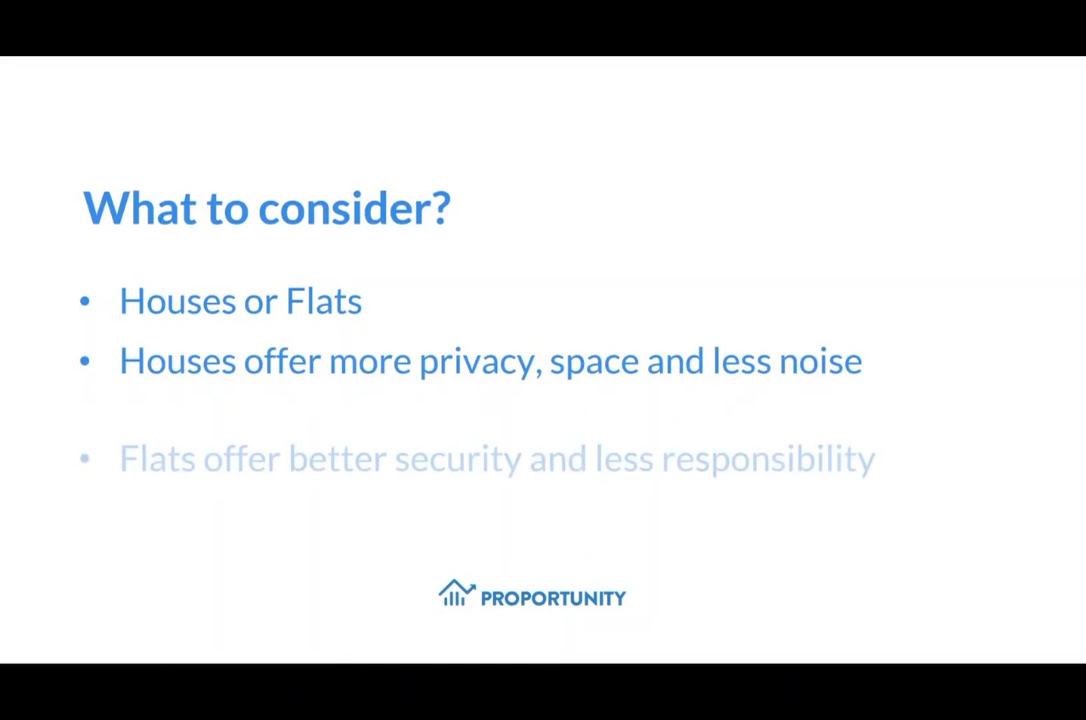 What to consider?
• Houses or Flats
• Houses offer more privacy, space and less noise
• Flats offer better security and less responsibility
PROPORTUNITY